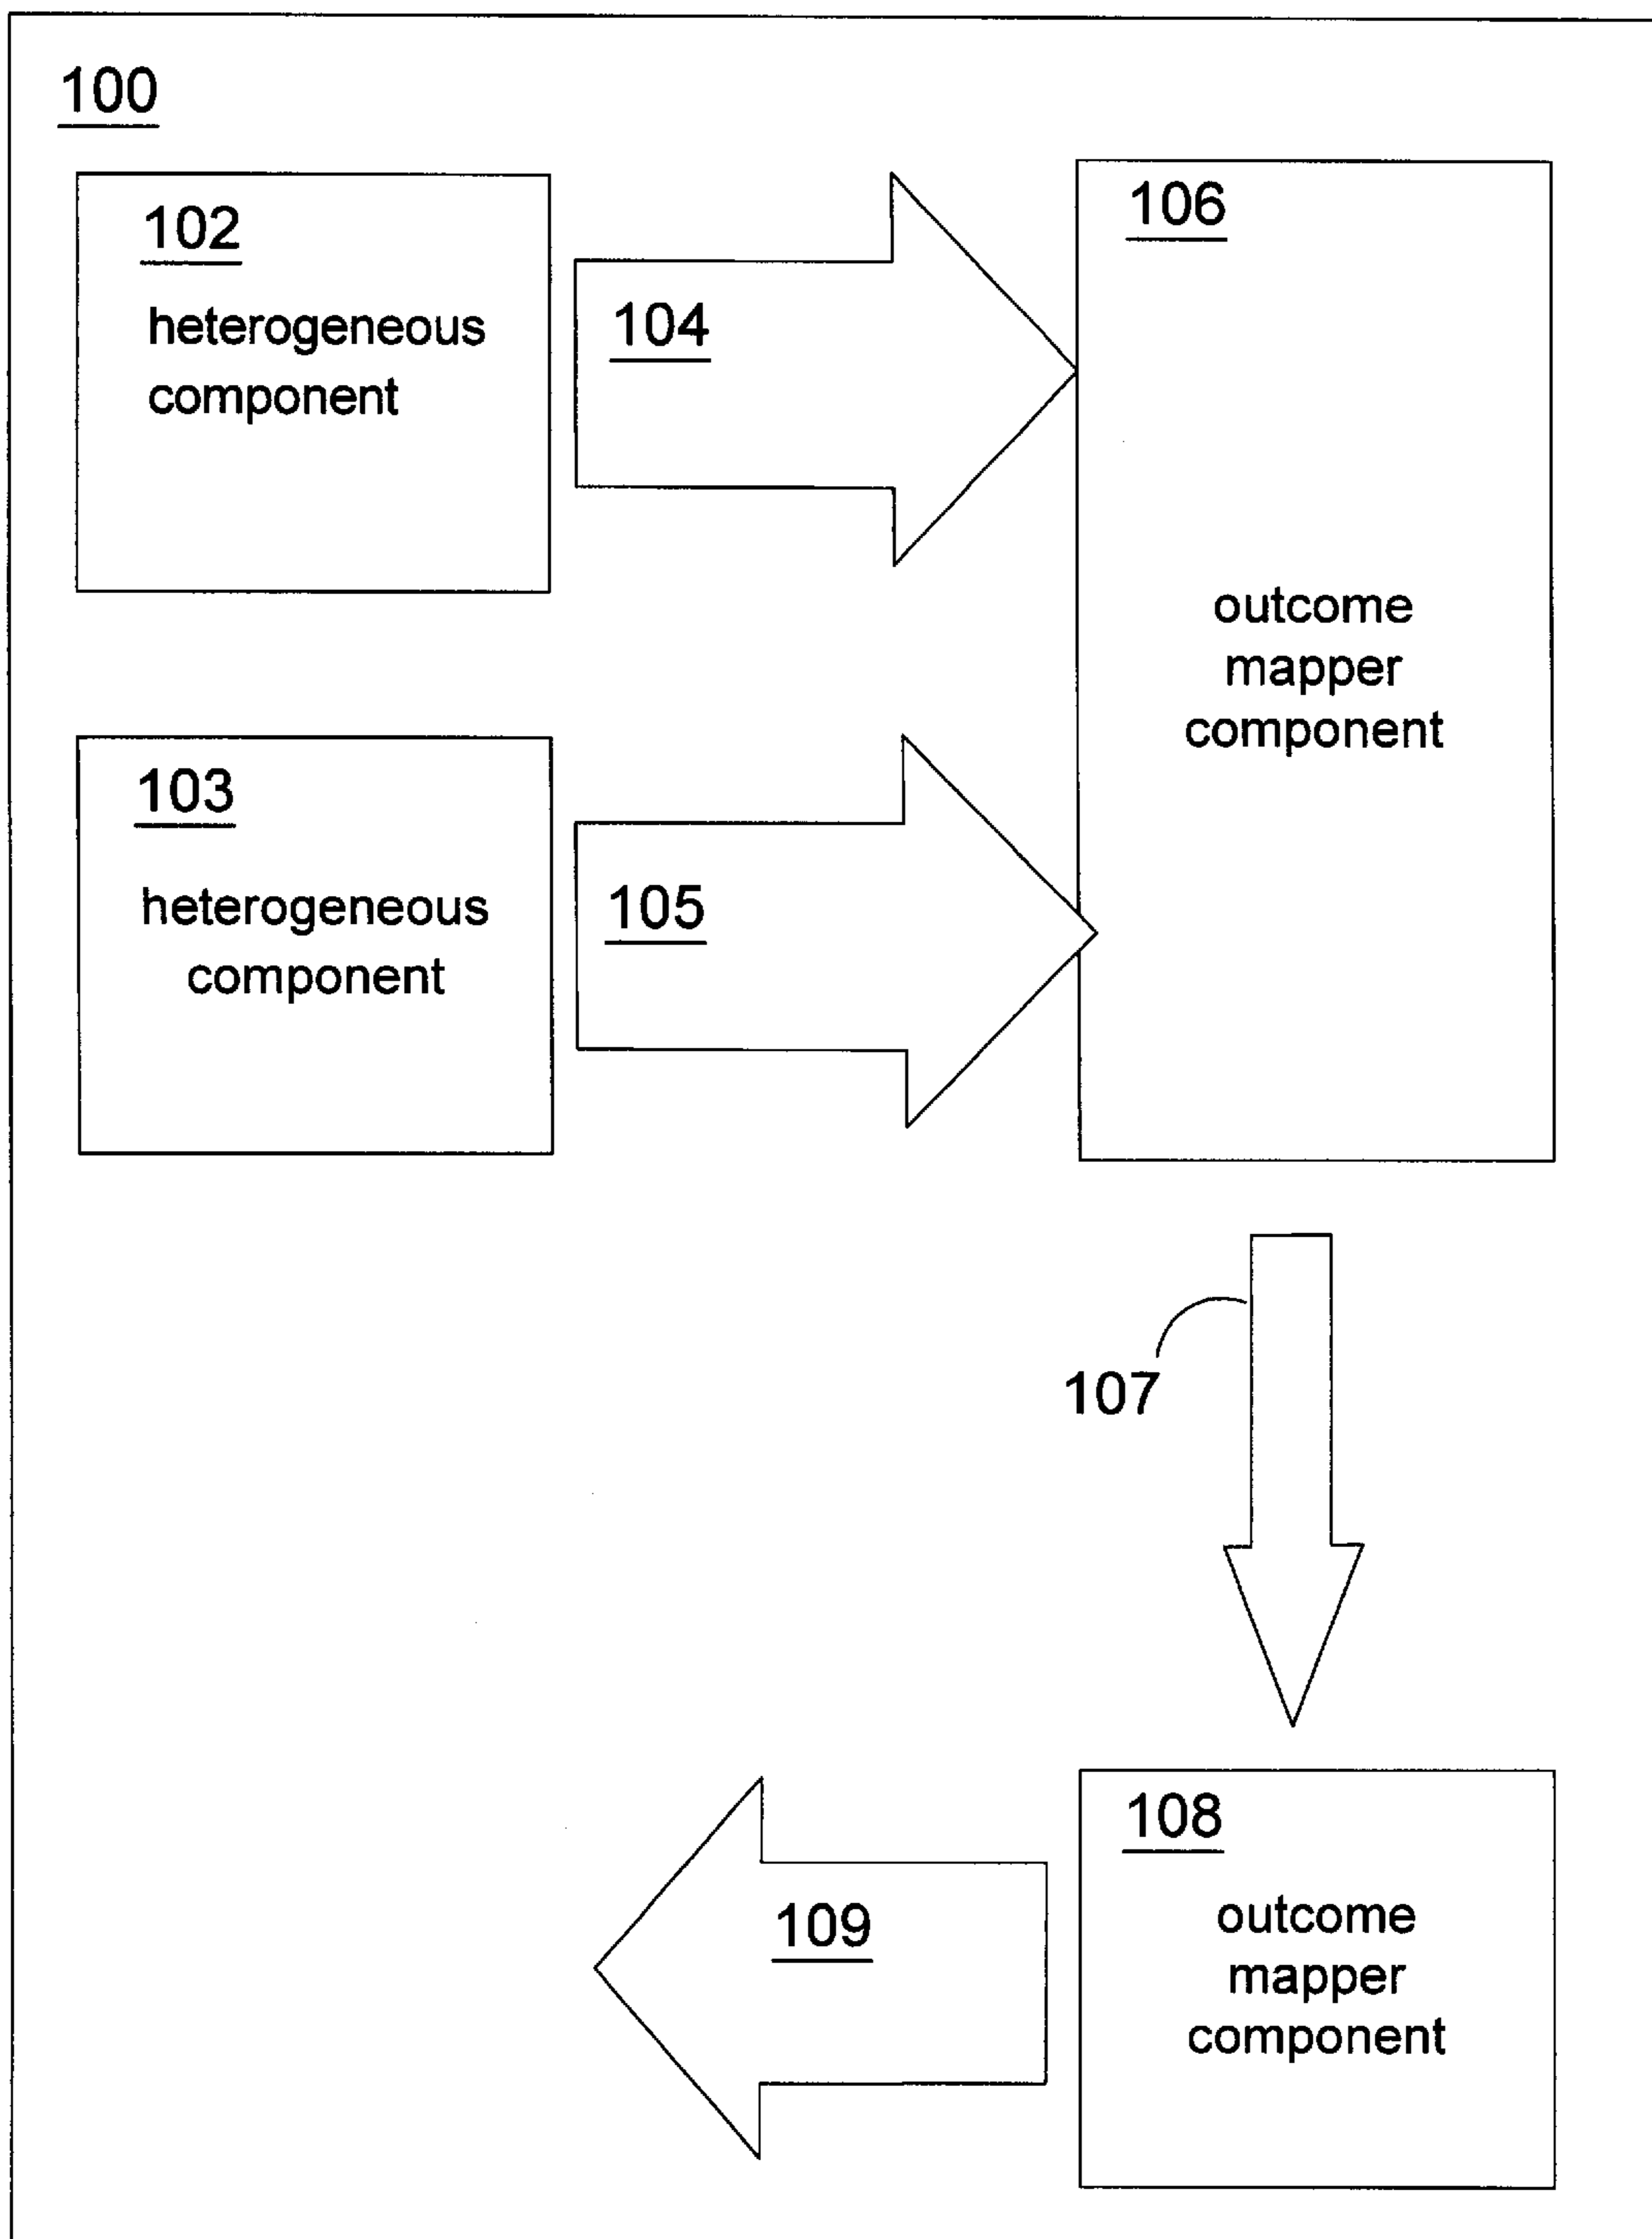 100
102
heterogeneous
component
104
106
outcome
mapper
component
103
heterogeneous
component
105
107
108
outcome
mapper
component
109